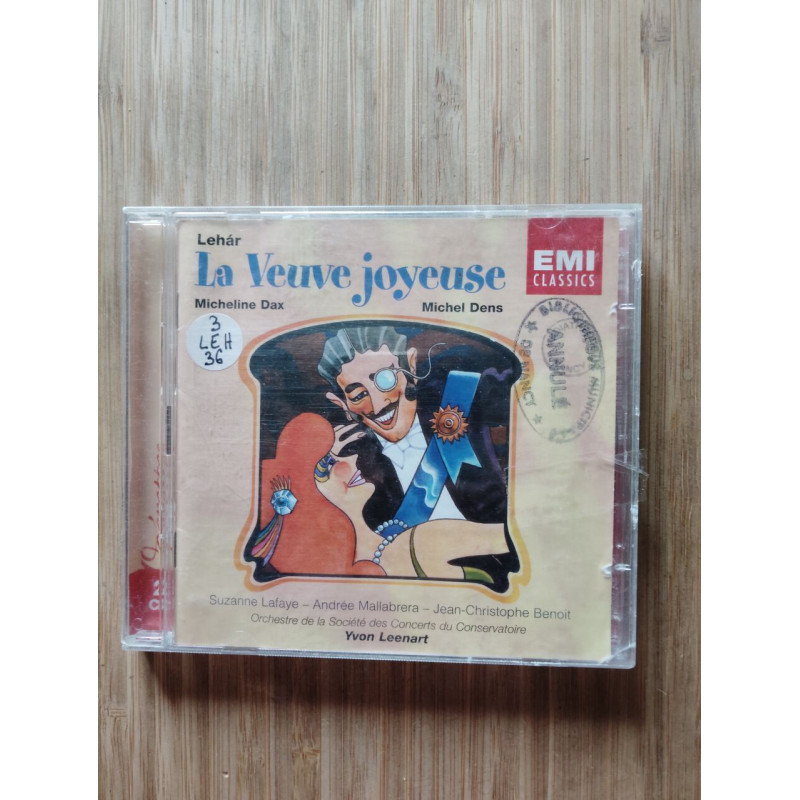 Lehár
La Veuve joyeuse
Micheline Dax
Michel Dens
EMI
CLASSICS
3
LEH
36
ANNULÉ
Suzanne Lafaye – Andrée Mallabrera – Jean-Christophe Benoit
Orchestre de la Société des Concerts du Conservatoire
Yvon Leenart